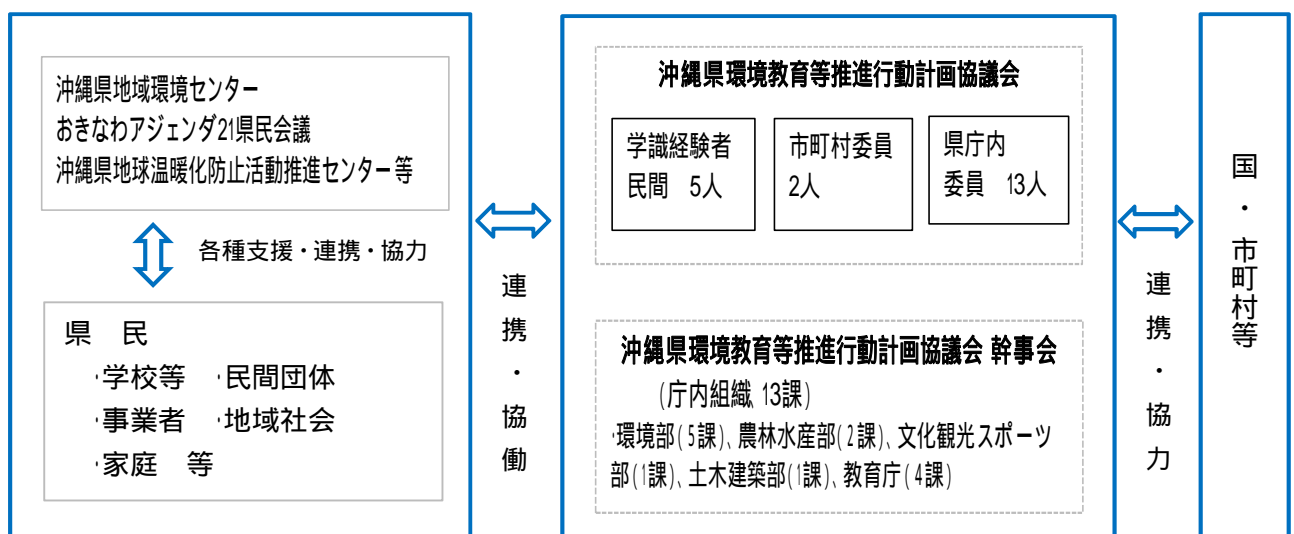 沖縄県地域環境センター
おきなわアジェンダ21県民会議
沖縄県地球温暖化防止活動推進センター等
各種支援・連携・協力
県　民
・学校等　・民間団体
・事業者　・地域社会
・家庭　等
連携・協働
沖縄県環境教育等推進行動計画協議会
学識経験者
民間　5人
市町村委員
2人
県庁内
委員　13人
沖縄県環境教育等推進行動計画協議会 幹事会
(庁内組織、13課)
・環境部(5課)、農林水産部(2課)、文化観光スポーツ
部(1課)、土木建築部(1課)、教育庁(4課)
連携・協力
国・市町村等